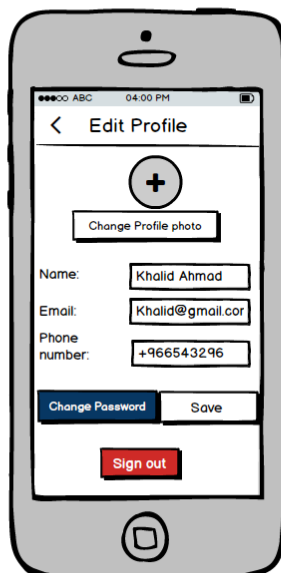 ABC 04:00 PM
< Edit Profile
+
Change Profile photo
Name: Khalid Ahmad
Email: Khalid@gmail.cor
Phone
number: +966543296
Change Password Save
Sign out